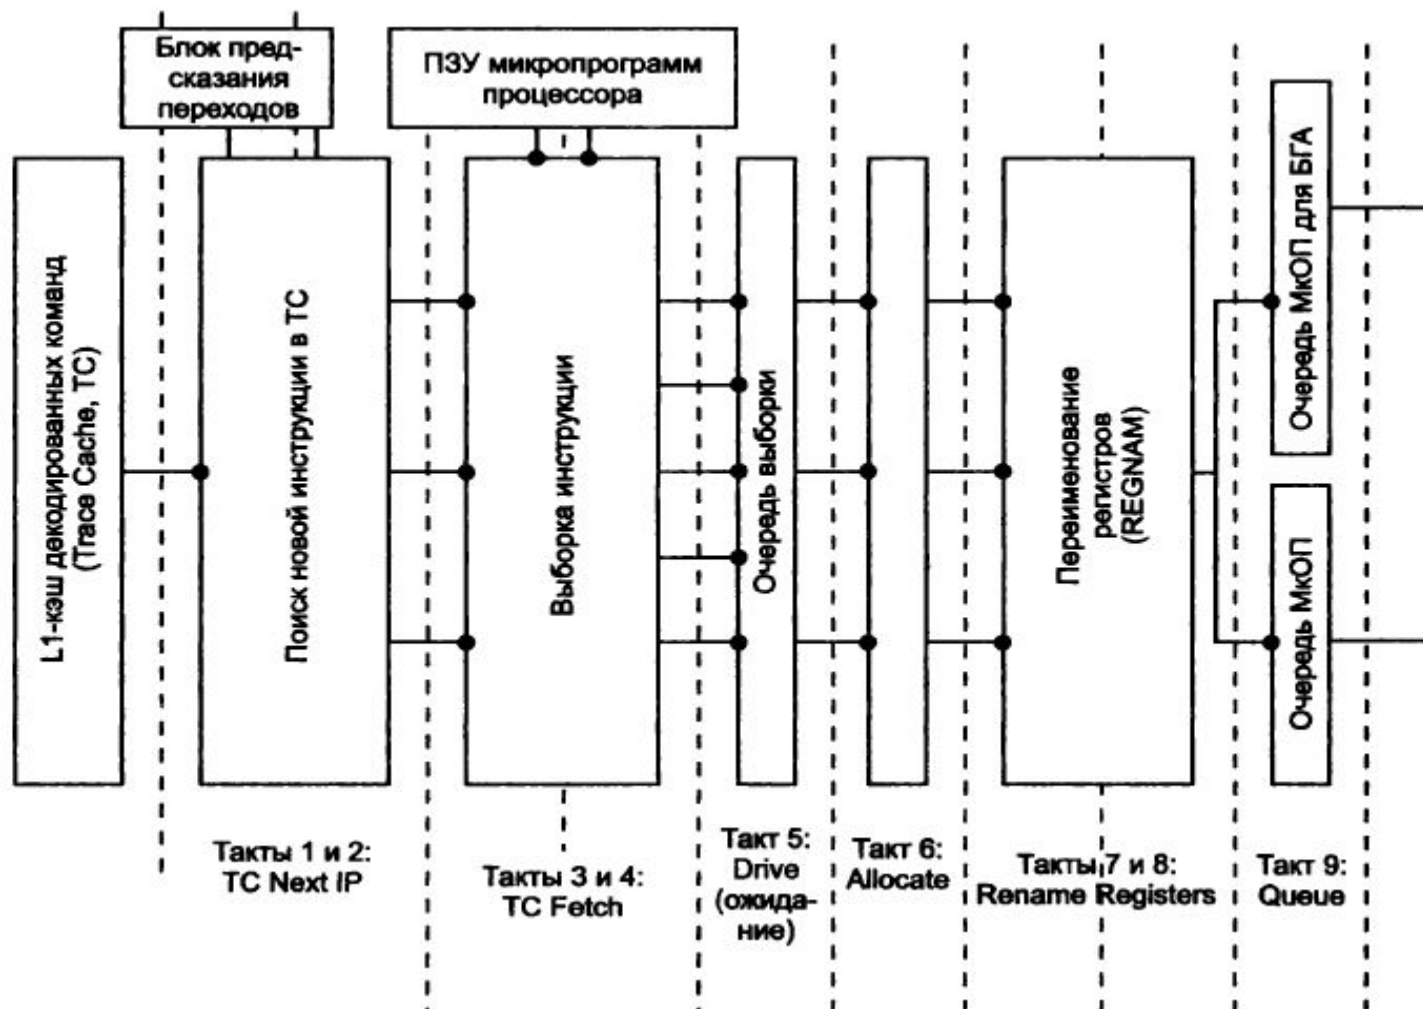 Блок пред-
сказания
переходов
ПЗУ микропрограмм
процессора
L1-кэш декодированных команд
(Trace Cache, TC)
Поиск новой инструкции в ТС
Выборка инструкции
Очередь выборки
Переименование
регистров
(REGNAM)
Очередь МкОП для БГА
Очередь МкОП
Такты 1 и 2:
TC Next IP
Такты 3 и 4:
TC Fetch
Такт 5:
Drive
(ожида-
ние)
Такт 6:
Allocate
Такты 7 и 8:
Rename Registers
Такт 9:
Queue